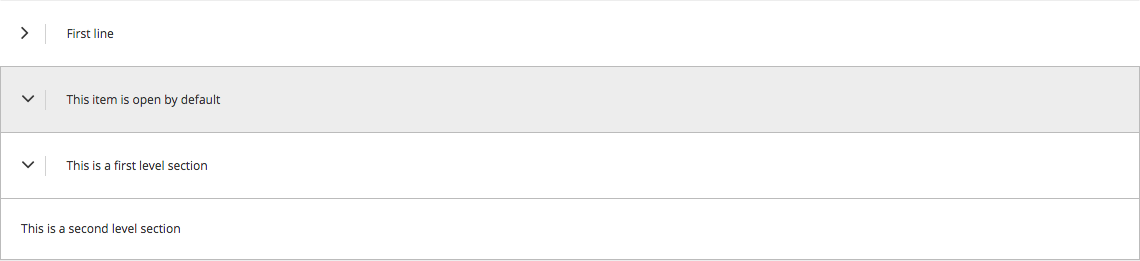 First line
This item is open by default
This is a first level section
This is a second level section